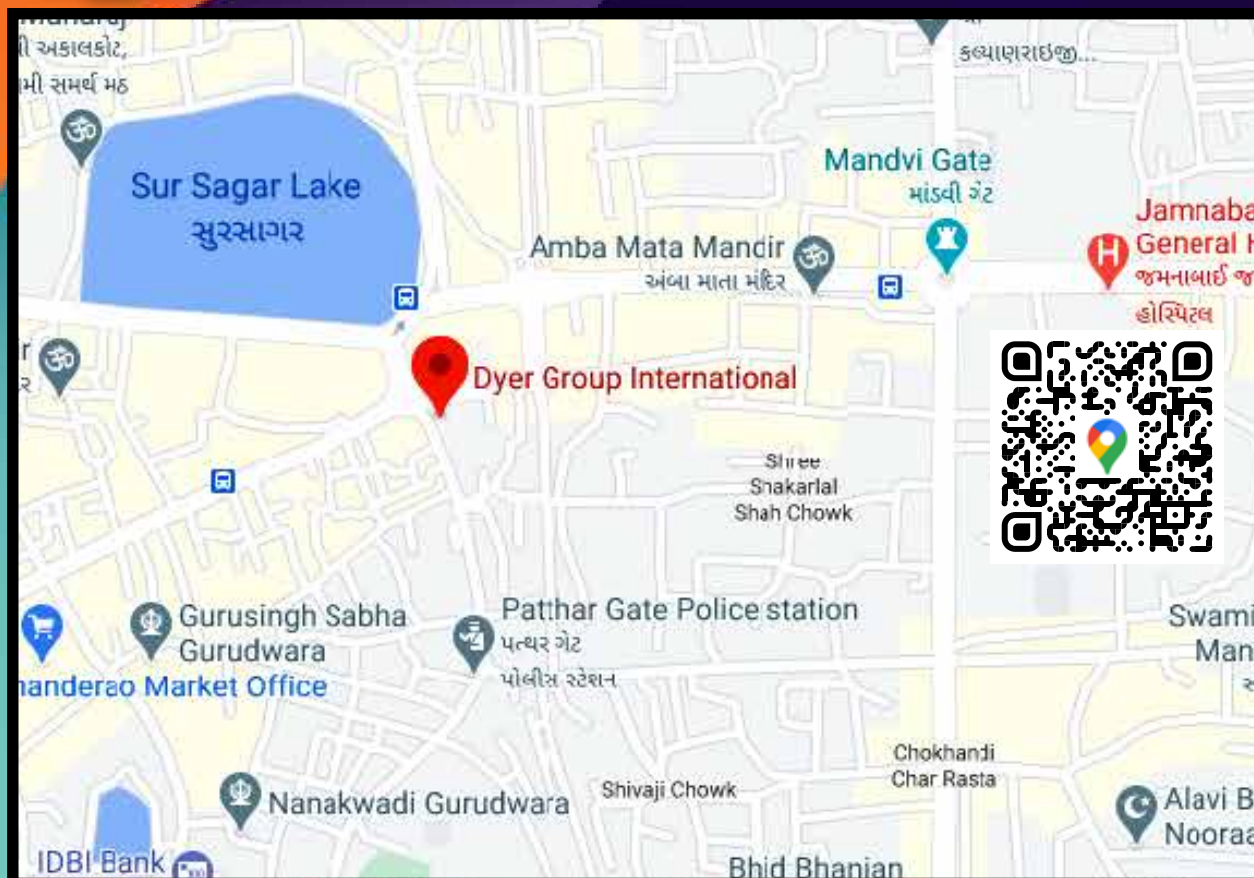 ી અકાલકોટ,
મી સમર્થ મઠ
શ્રી
કલ્યાણરાઇજી...
Sur Sagar Lake
સુરસાગર
Mandvi Gate
માંડવી ગેટ
Amba Mata Mandir
અંબા માતા મંદિર
Jamnaba
General H
જમનાબાઈ જ
હોસ્પિટલ
r
ર
Dyer Group International
Shree
Shakarlal
Shah Chowk
Gurusingh Sabha
Gurudwara
handerao Market Office
Patthar Gate Police station
પત્થર ગેટ
પોલીસ સ્ટેશન
Swami
Man
Chokhandi
Char Rasta
Nanakwadi Gurudwara
Shivaji Chowk
Alavi B
Nooraa
IDBI Bank
Bhid Bhanjan